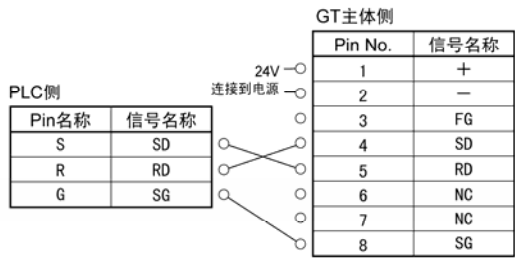 GT主体侧
Pin No. 信号名称
24V 1 +
连接到电源 2 −
3 FG
4 SD
5 RD
6 NC
7 NC
8 SG
PLC侧
Pin名称 信号名称
S SD
R RD
G SG